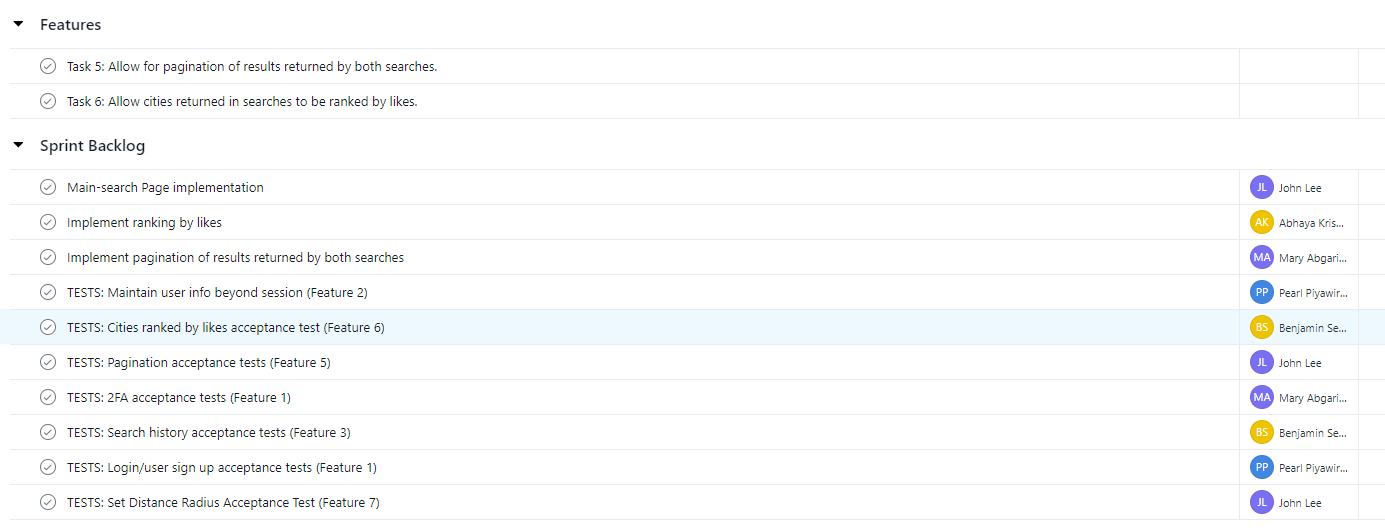 Features
Task 5: Allow for pagination of results returned by both searches.
Task 6: Allow cities returned in searches to be ranked by likes.
Sprint Backlog
Main-search Page implementation JL John Lee
Implement ranking by likes AK Abhaya Kris...
Implement pagination of results returned by both searches MA Mary Abgari...
TESTS: Maintain user info beyond session (Feature 2) PP Pearl Piyawir...
TESTS: Cities ranked by likes acceptance test (Feature 6) BS Benjamin Se...
TESTS: Pagination acceptance tests (Feature 5) JL John Lee
TESTS: 2FA acceptance tests (Feature 1) MA Mary Abgari...
TESTS: Search history acceptance tests (Feature 3) BS Benjamin Se...
TESTS: Login/user sign up acceptance tests (Feature 1) PP Pearl Piyawir...
TESTS: Set Distance Radius Acceptance Test (Feature 7) JL John Lee